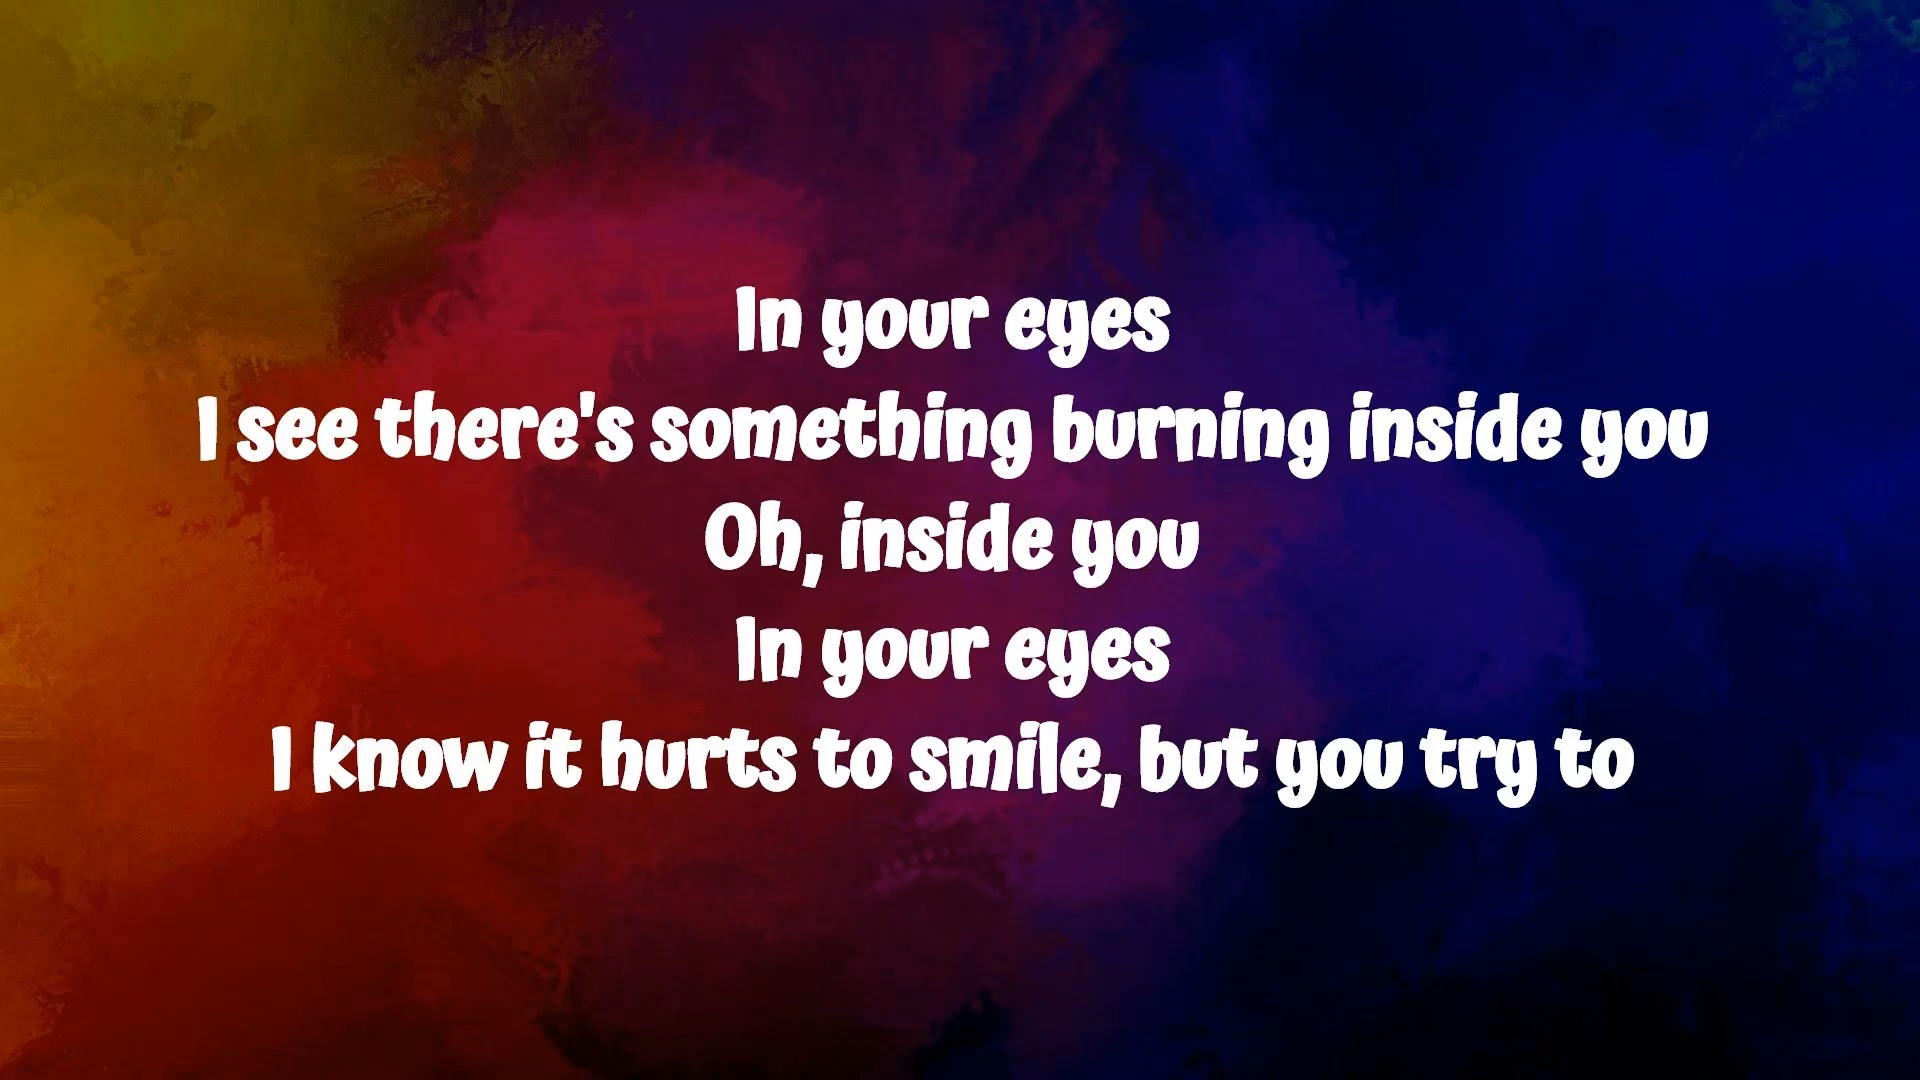 In your eyes
I see there's something burning inside you
Oh, inside you
In your eyes
I know it hurts to smile, but you try to